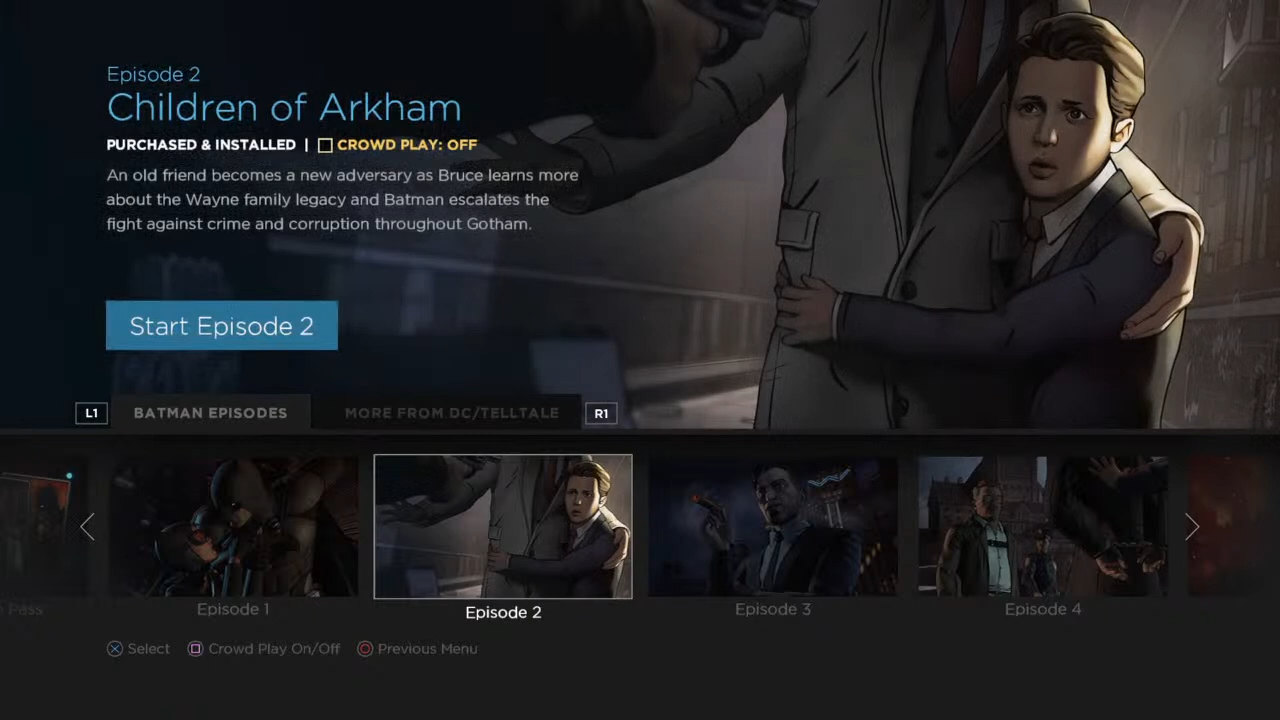 Episode 2
Children of Arkham
PURCHASED & INSTALLED | CROWD PLAY: OFF
An old friend becomes a new adversary as Bruce learns more
about the Wayne family legacy and Batman escalates the
fight against crime and corruption throughout Gotham.
Start Episode 2
L1 BATMAN EPISODES MORE FROM DC/TELLTALE R1
Pass Episode 1 Episode 2 Episode 3 Episode 4
Select Crowd Play On/Off Previous Menu